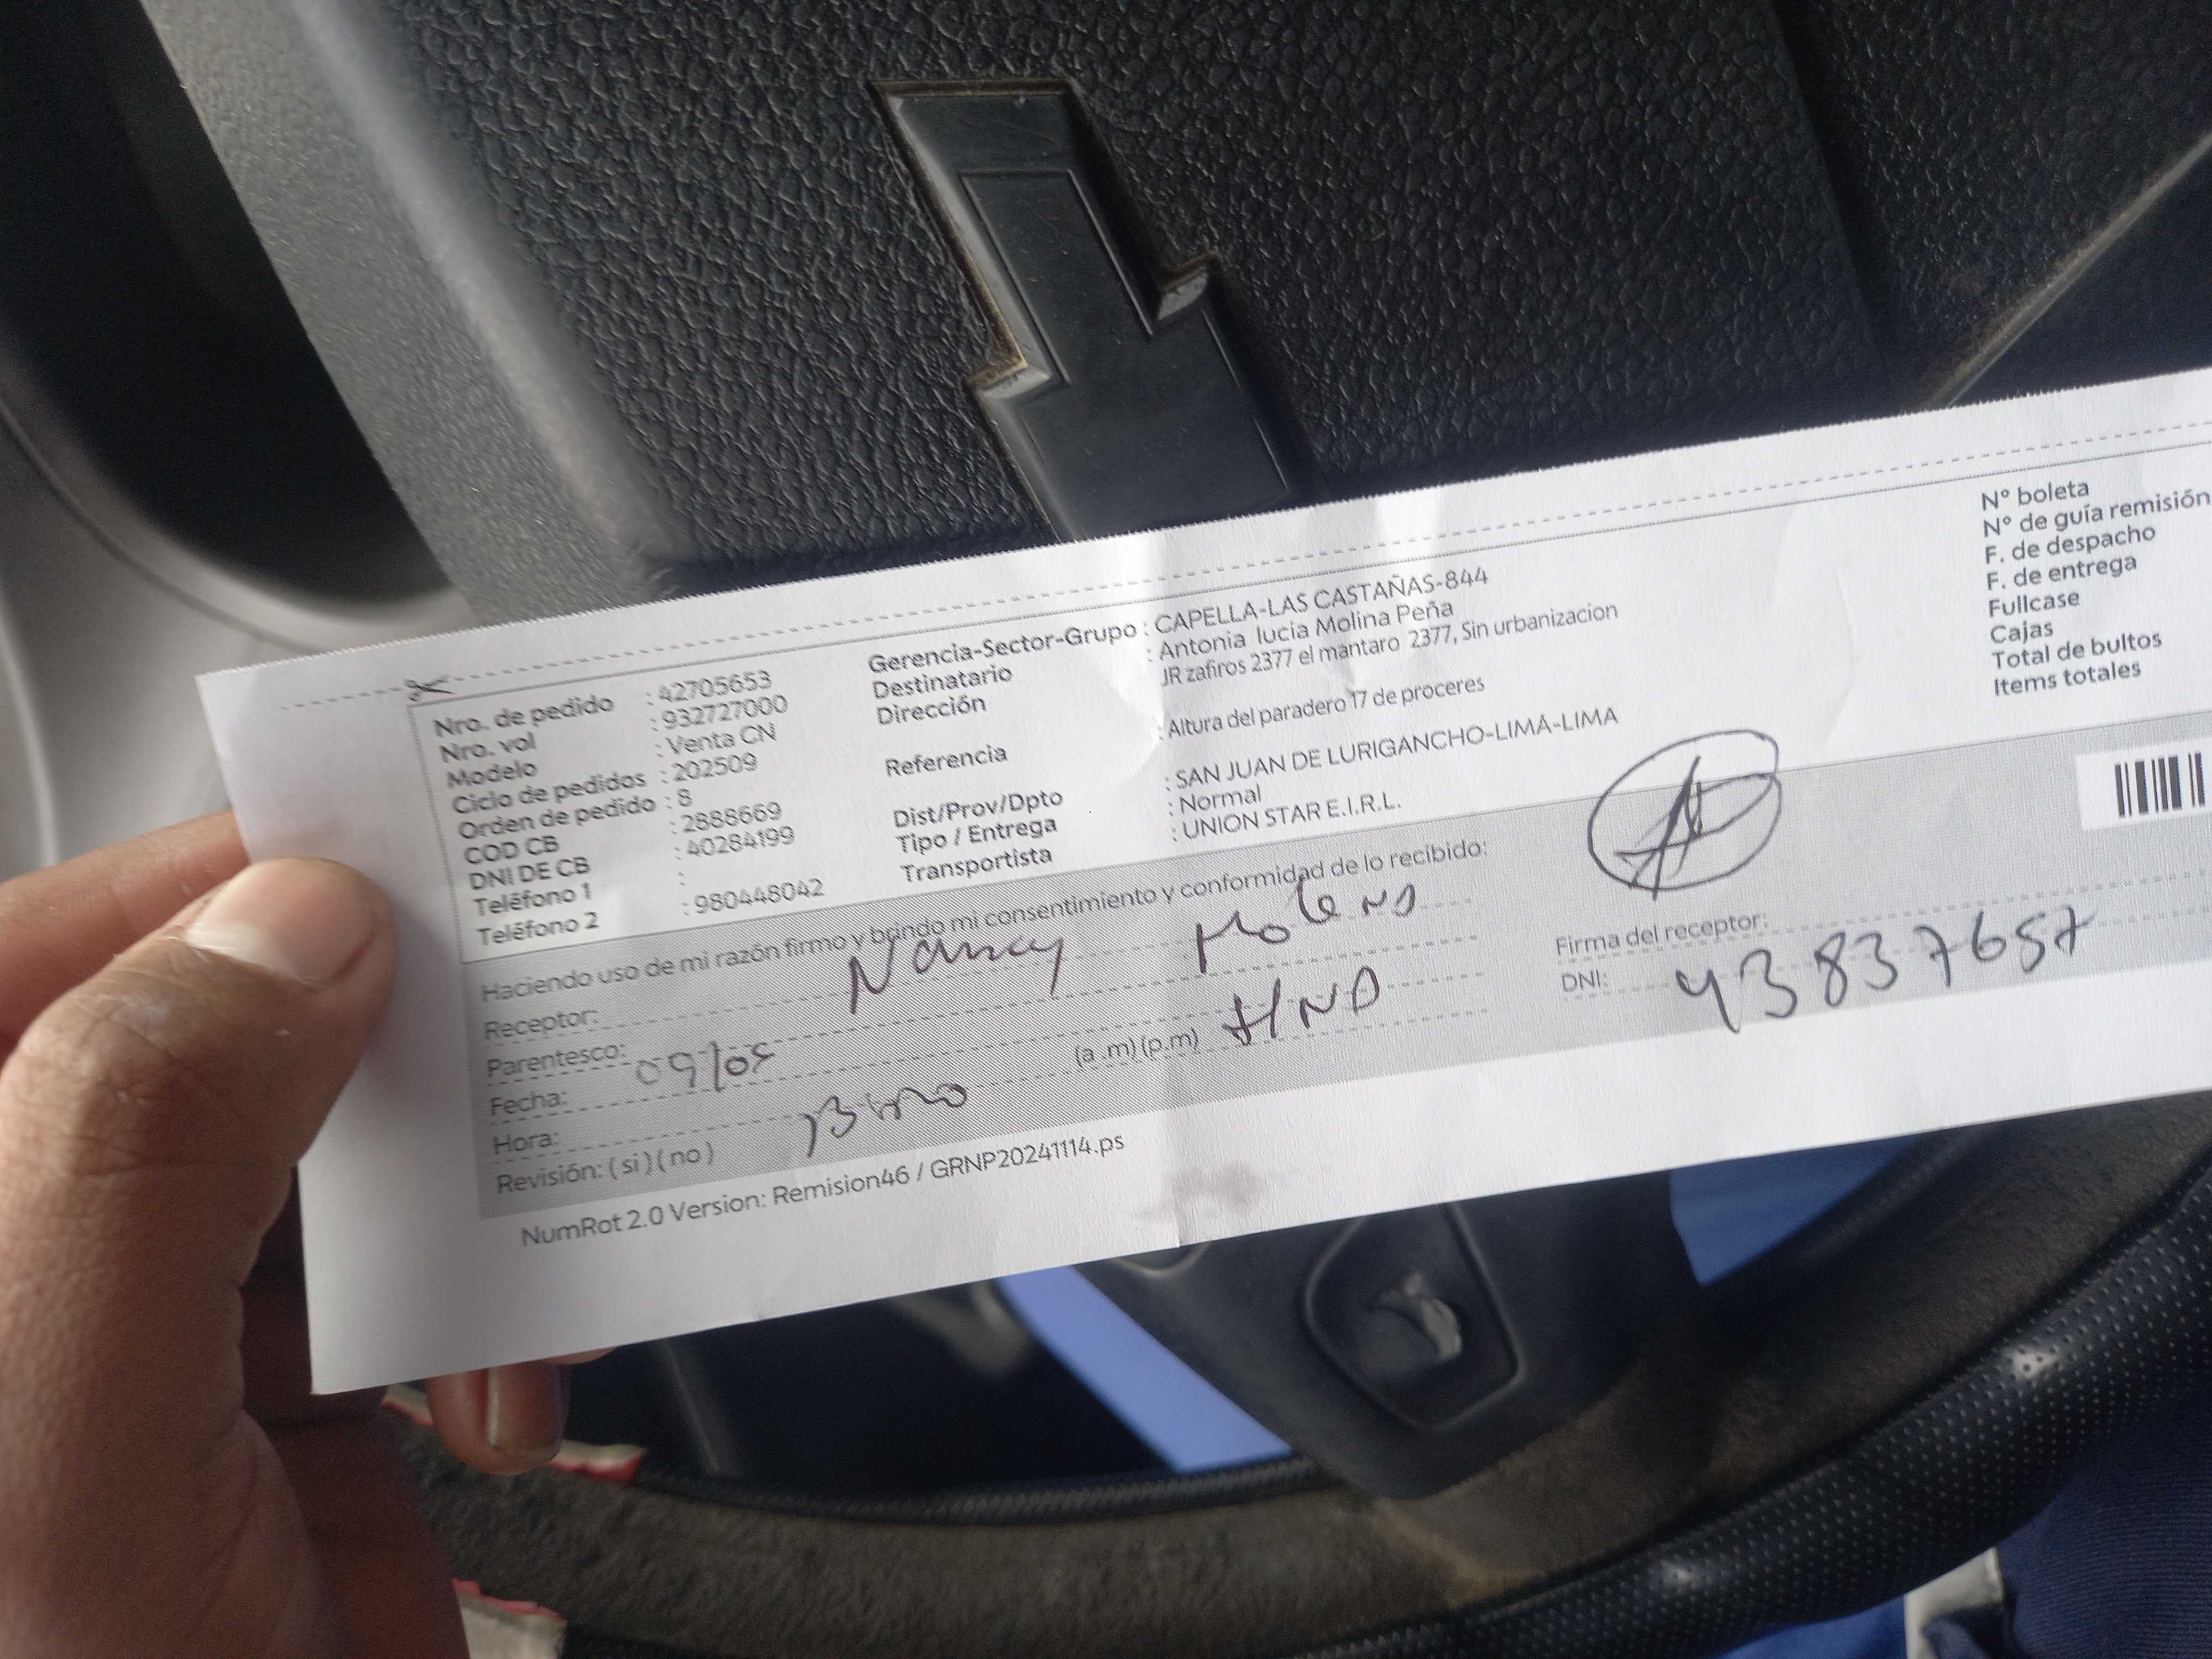 Nro. de pedido : 42705653
Nro. vol : 932727000
Modelo : Venta CN
Ciclo de pedidos : 202509
Orden de pedido : 8
COD CB : 2888669
DNI DE CB : 40284199
Teléfono 1 :
Teléfono 2 : 980448042
Gerencia-Sector-Grupo : CAPELLA-LAS CASTAÑAS-844
Destinatario : Antonia lucia Molina Peña
Dirección JR zafiros 2377 el mantaro 2377, Sin urbanizacion
Referencia : Altura del paradero 17 de proceres
Dist/Prov/Dpto : SAN JUAN DE LURIGANCHO-LIMA-LIMA
Tipo / Entrega : Normal
Transportista : UNION STAR E.I.R.L.
N° boleta
N° de guía remisión
F. de despacho
F. de entrega
Fullcase
Cajas
Total de bultos
Items totales
Haciendo uso de mi razón firmo y brindo mi consentimiento y conformidad de lo recibido:
Receptor: Nancy
Parentesco:
Fecha: 09/05
Hora: (a.m) (p.m)
Revisión: ( si ) ( no )
Firma del receptor:
DNI: 43837657
NumRot 2.0 Version: Remision46 / GRNP20241114.ps